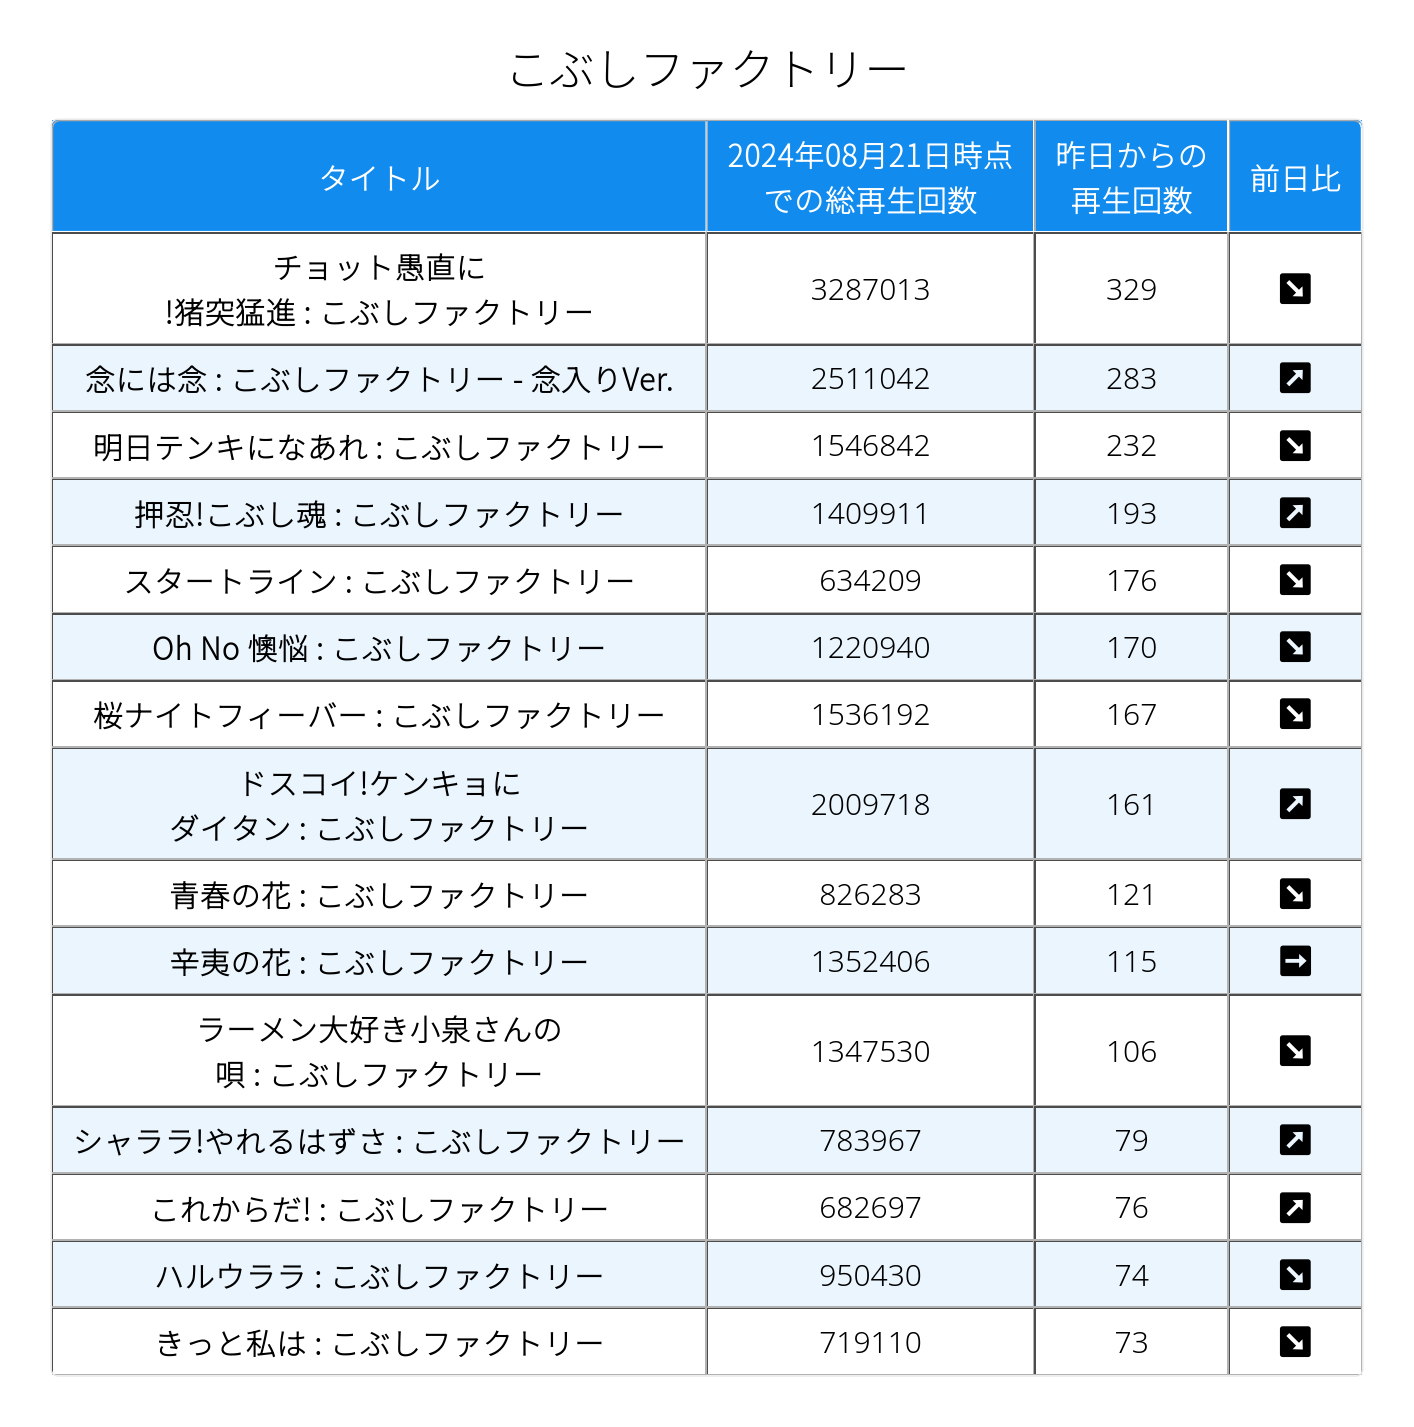 こぶしファクトリー
タイトル
2024年08月21日時点
での総再生回数
昨日からの
再生回数
前日比
チョット愚直に
!猪突猛進 : こぶしファクトリー
3287013
329
念には念 : こぶしファクトリー - 念入りVer.
2511042
283
明日テンキになあれ : こぶしファクトリー
1546842
232
押忍!こぶし魂 : こぶしファクトリー
1409911
193
スタートライン : こぶしファクトリー
634209
176
Oh No 懊悩 : こぶしファクトリー
1220940
170
桜ナイトフィーバー : こぶしファクトリー
1536192
167
ドスコイ!ケンキョに
ダイタン : こぶしファクトリー
2009718
161
青春の花 : こぶしファクトリー
826283
121
辛夷の花 : こぶしファクトリー
1352406
115
ラーメン大好き小泉さんの
唄 : こぶしファクトリー
1347530
106
シャララ!やれるはずさ : こぶしファクトリー
783967
79
これからだ! : こぶしファクトリー
682697
76
ハルウララ : こぶしファクトリー
950430
74
きっと私は : こぶしファクトリー
719110
73